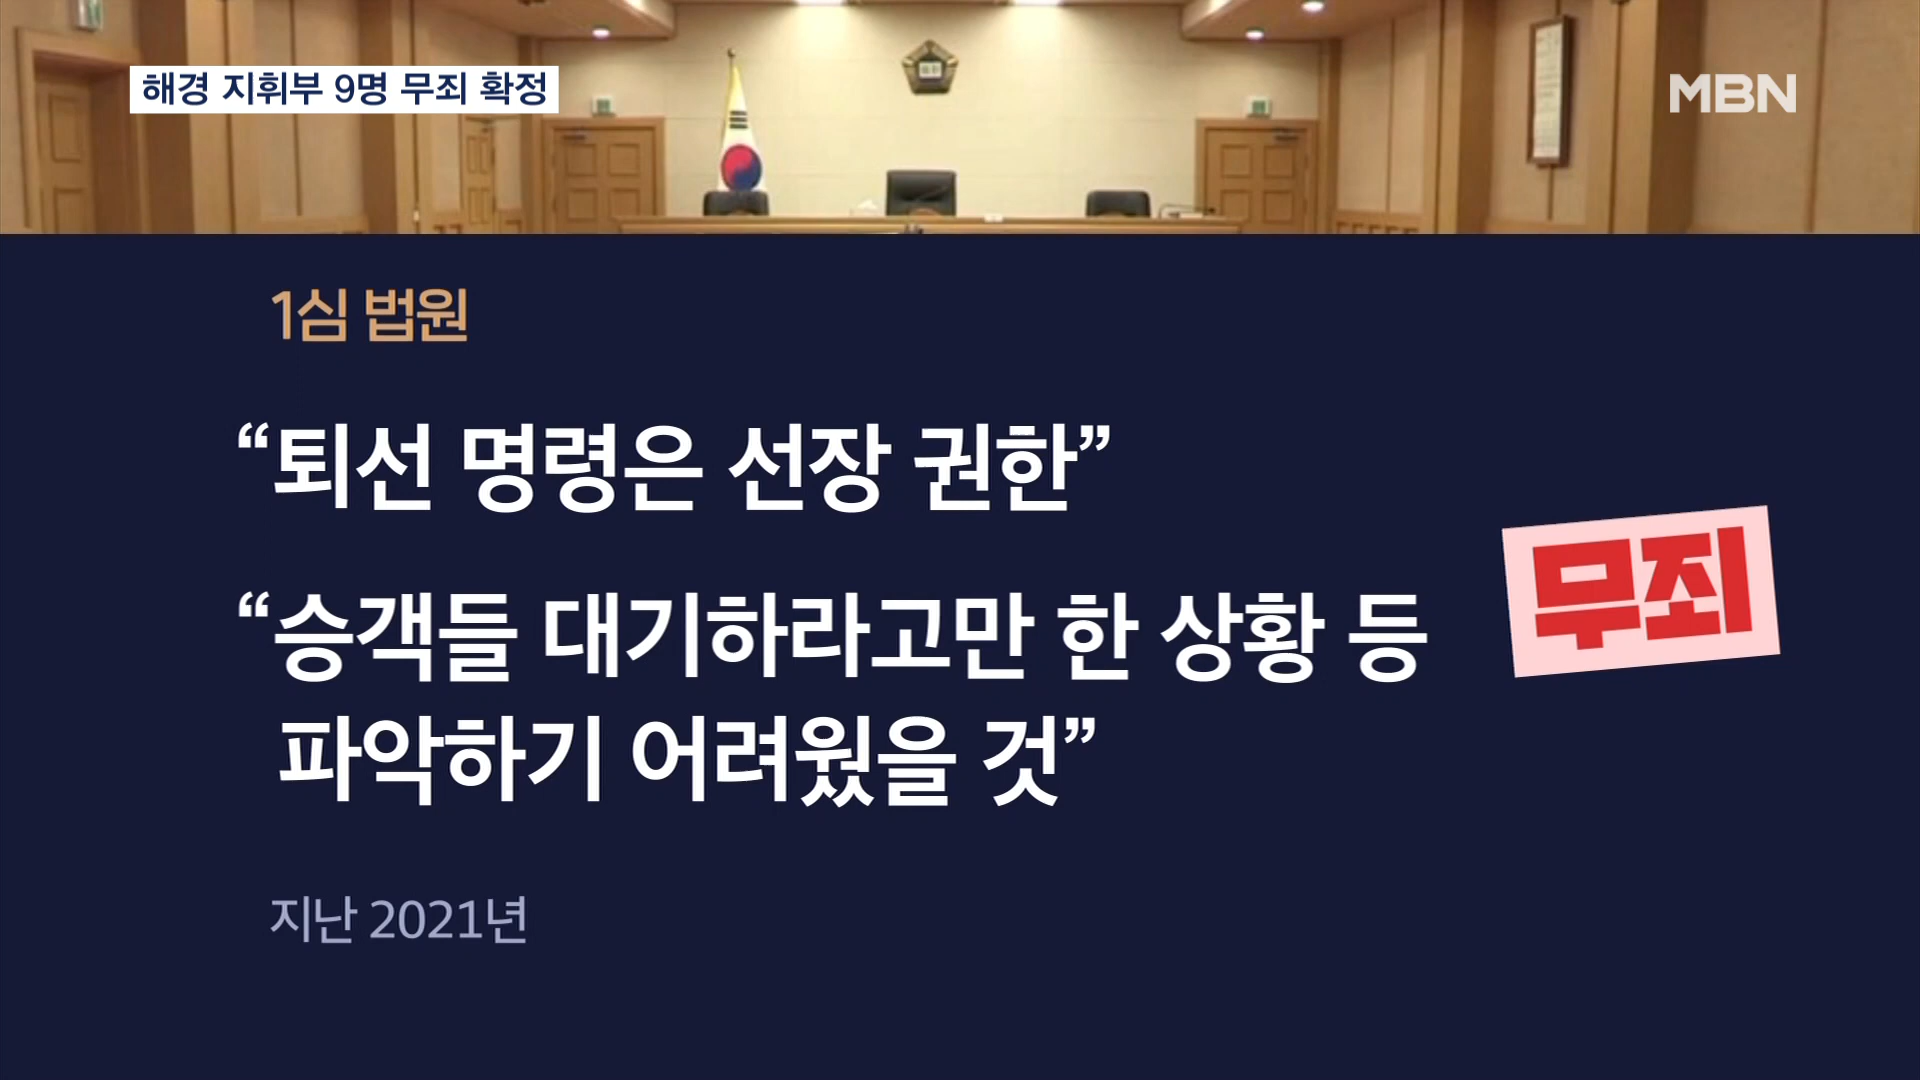 해경 지휘부 9명 무죄 확정
MBN
1심 법원
“퇴선 명령은 선장 권한”
“승객들 대기하라고만 한 상황 등
파악하기 어려웠을 것”
무죄
지난 2021년